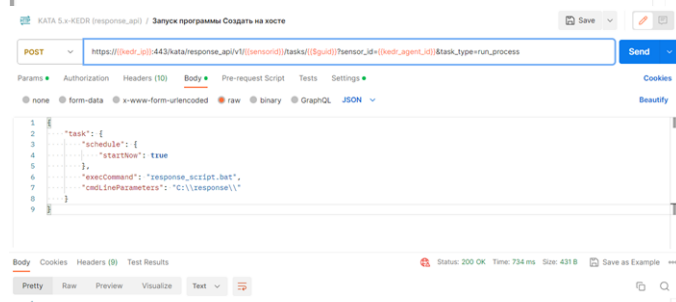 KATA 5.x-KEDR (response_api) / Запуск программы Создать на хосте
Save
POST
https://{{kedr_ip}}:443/kata/response_api/v1/{{sensorid}}/tasks/{{$guid}}?sensor_id={{kedr_agent_id}}&task_type=run_process
Send
Params Authorization Headers (10) Body Pre-request Script Tests Settings Cookies
none form-data x-www-form-urlencoded raw binary GraphQL JSON Beautify
1 {
2 "task": {
3 "schedule": {
4 "startNow": true
5 },
6 "execCommand": "response_script.bat",
7 "cmdLineParameters": "C:\\response\\"
8 }
9 }
Body Cookies Headers (9) Test Results Status: 200 OK Time: 734 ms Size: 431 B Save as Example
Pretty Raw Preview Visualize Text